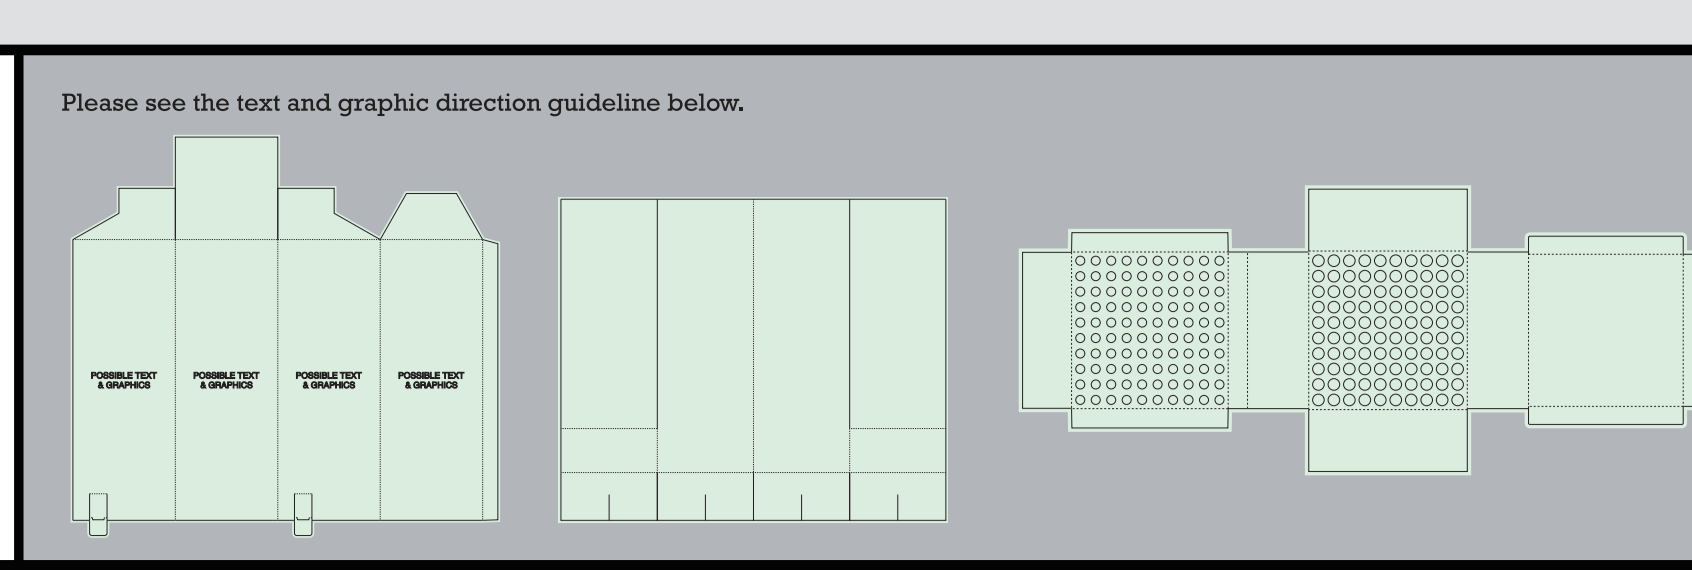 Please see the text and graphic direction guideline below.
POSSIBLE TEXT
& GRAPHICS
POSSIBLE TEXT
& GRAPHICS
POSSIBLE TEXT
& GRAPHICS
POSSIBLE TEXT
& GRAPHICS